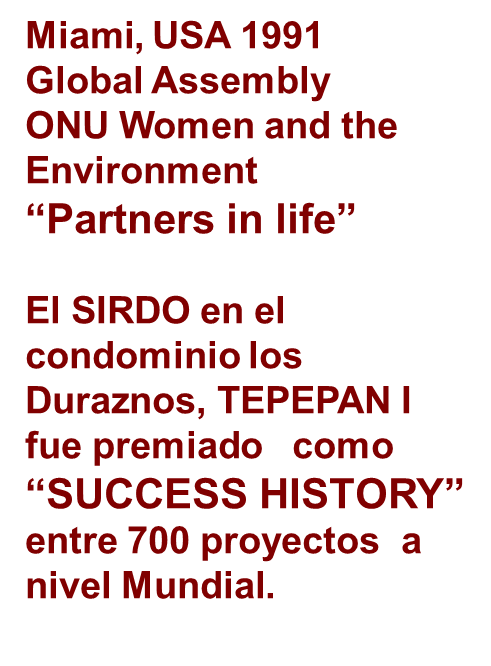 Miami, USA 1991
Global Assembly
ONU Women and the
Environment
“Partners in life”
El SIRDO en el
condominio los
Duraznos, TEPEPAN I
fue premiado como
“SUCCESS HISTORY”
entre 700 proyectos a
nivel Mundial.